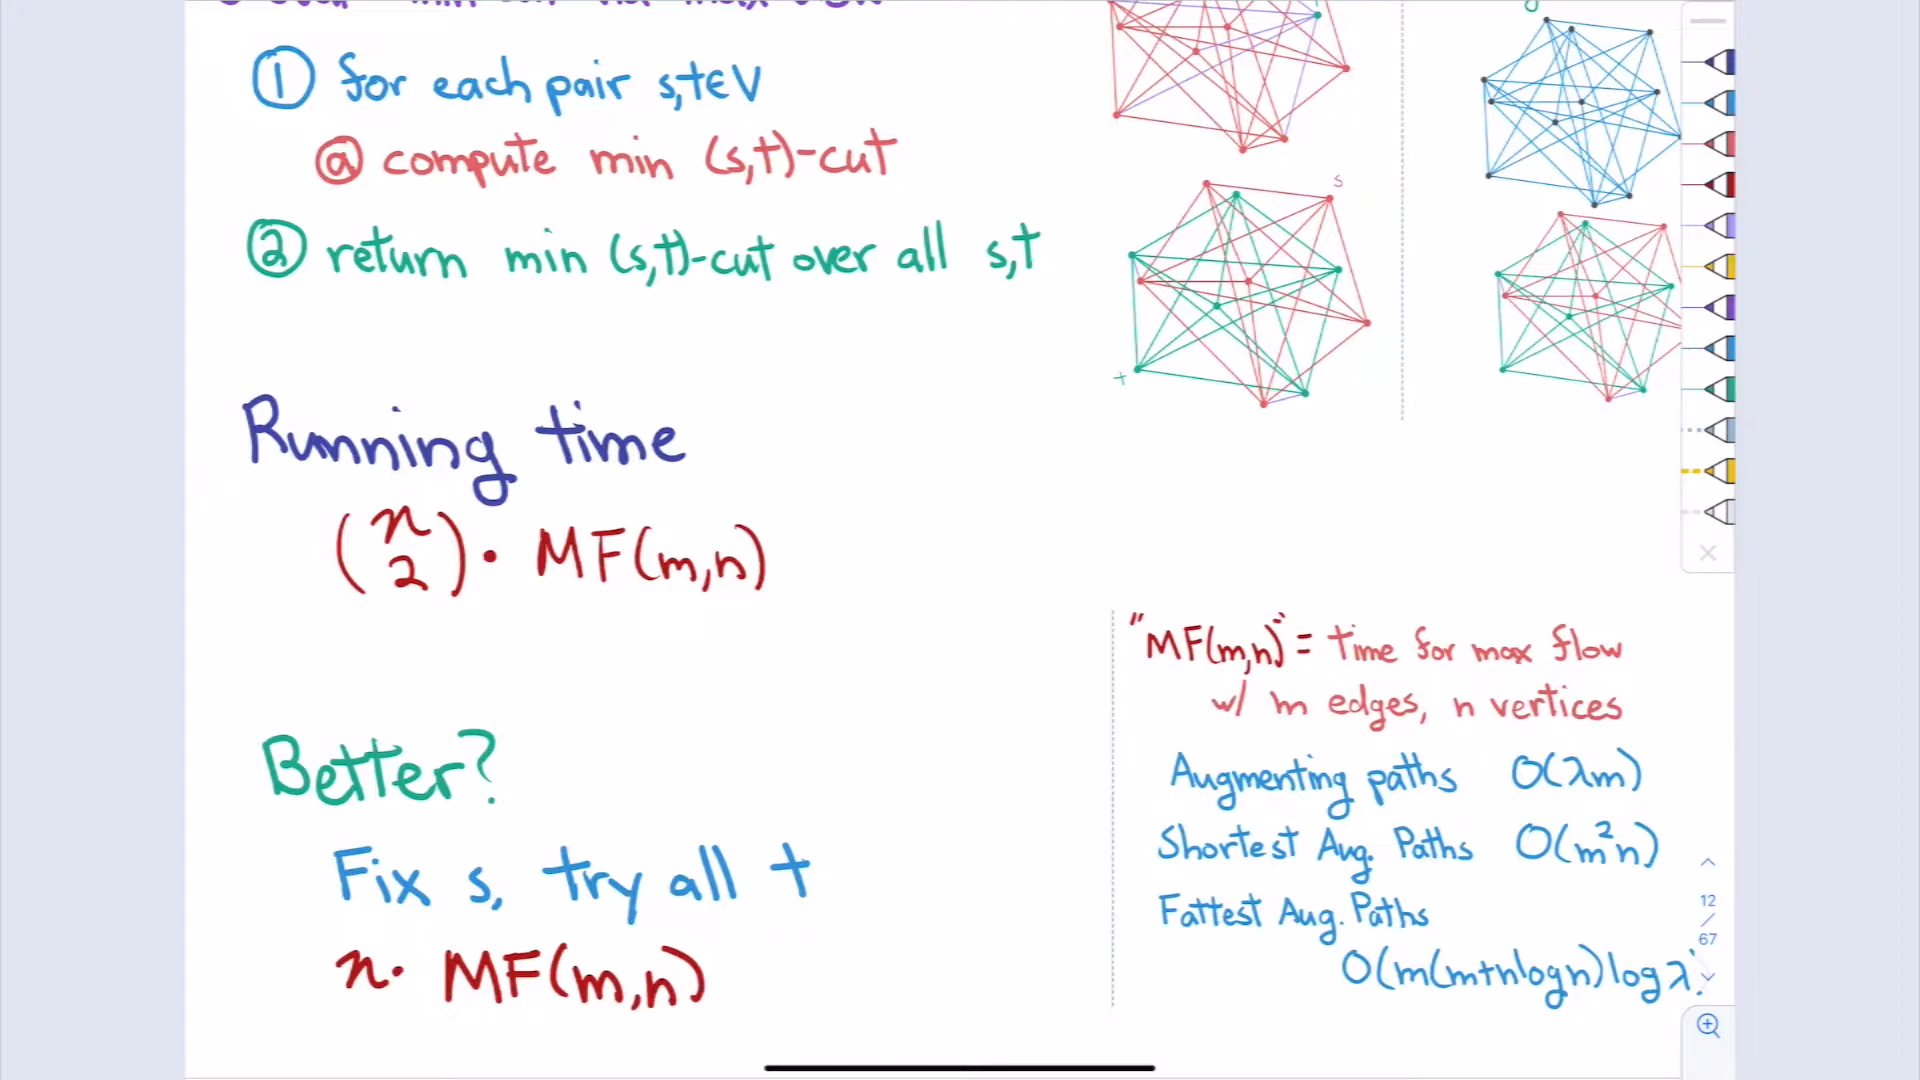 ① for each pair s,t∈V
ⓐ compute min (s,t)-cut
② return min (s,t)-cut over all s,t
s
t
Running time
(n 2) · MF(m,n)
Better?
Fix s, try all t
n· MF(m,n)
"MF(m,n)" = time for max flow
w/ m edges, n vertices
Augmenting paths O(λm)
Shortest Aug. Paths O(m²n)
Fattest Aug. Paths
O(m(m+nlogn)logλ)
12
/
67